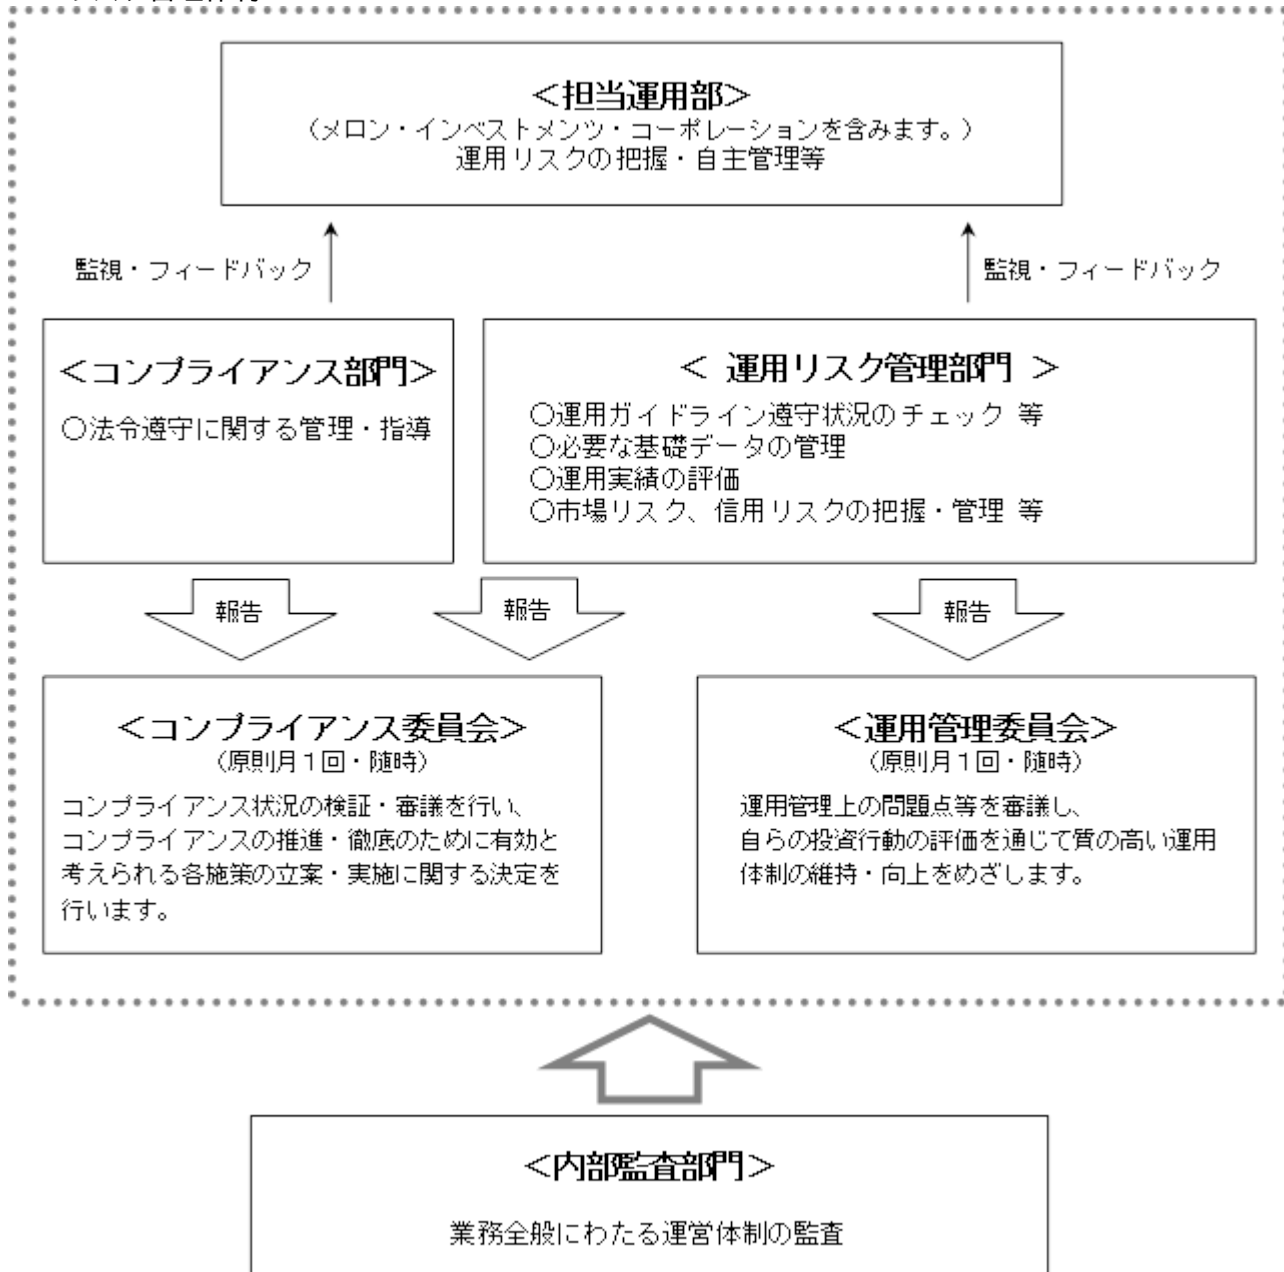 ＜担当運用部＞
（メロン・インベストメンツ・コーポレーションを含みます。）
運用リスクの把握・自主管理等
監視・フィードバック
監視・フィードバック
＜コンプライアンス部門＞
〇法令遵守に関する管理・指導
＜ 運用リスク管理部門 ＞
〇運用ガイドライン遵守状況のチェック 等
〇必要な基礎データの管理
〇運用実績の評価
〇市場リスク、信用リスクの把握・管理 等
報告
報告
報告
＜コンプライアンス委員会＞
（原則月１回・随時）
コンプライアンス状況の検証・審議を行い、
コンプライアンスの推進・徹底のために有効と
考えられる各施策の立案・実施に関する決定を
行います。
＜運用管理委員会＞
（原則月１回・随時）
運用管理上の問題点等を審議し、
自らの投資行動の評価を通じて質の高い運用
体制の維持・向上をめざします。
＜内部監査部門＞
業務全般にわたる運営体制の監査